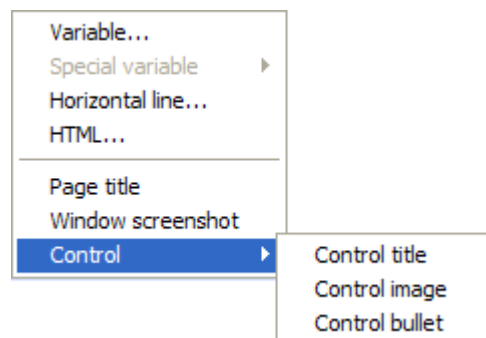 Variable...
Special variable
Horizontal line...
HTML...
Page title
Window screenshot
Control
Control title
Control image
Control bullet